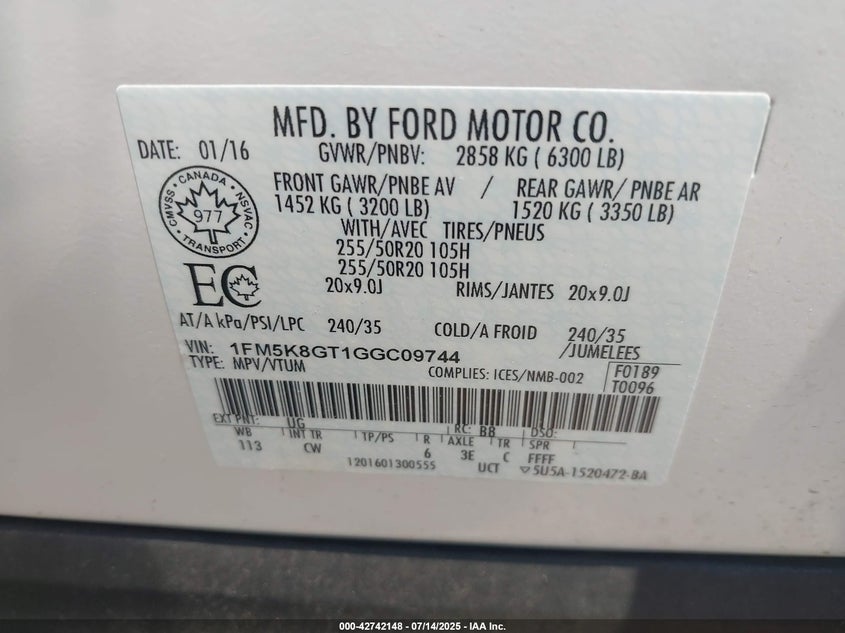 MFD. BY FORD MOTOR CO.
DATE: 01/16 GVWR/PNBV: 2858 KG ( 6300 LB)
FRONT GAWR/PNBE AV / REAR GAWR/ PNBE AR
1452 KG ( 3200 LB) 1520 KG ( 3350 LB)
CANADA
CMVSS 977 NSVAC
TRANSPORT
WITH/AVEC TIRES/PNEUS
255/50R20 105H
255/50R20 105H
EC
20x9.0J RIMS/JANTES 20x9.0J
AT/A kPa/PSI/LPC 240/35 COLD/A FROID 240/35
VIN: 1FM5K8GT1GGC09744 /JUMELEES
TYPE: MPV/VTUM COMPLIES: ICES/NMB-002 F0189
T0096
EXT PNT: UG RC: BB DSO:
WB INT TR TP/PS R AXLE TR SPR
113 CW 6 3E C FFFF
1201601300555 UCT 5U5A-1520472-BA
000-42742148 - 07/14/2025 - IAA Inc.